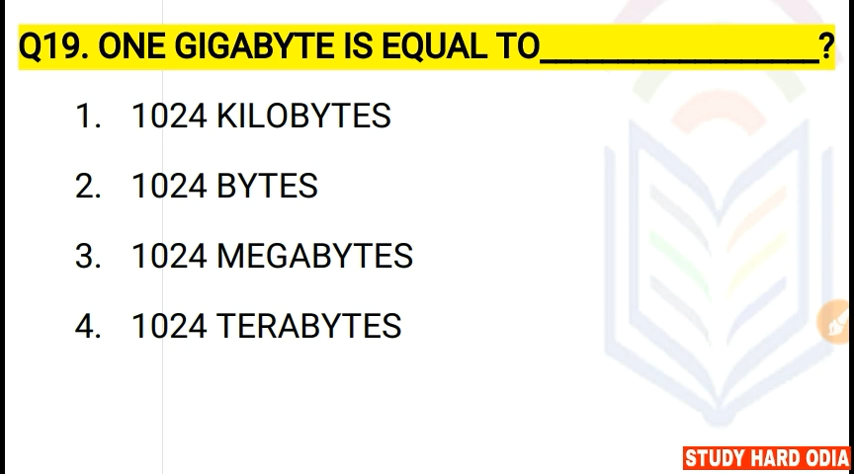 Q19. ONE GIGABYTE IS EQUAL TO__________________?
1. 1024 KILOBYTES
2. 1024 BYTES
3. 1024 MEGABYTES
4. 1024 TERABYTES
STUDY HARD ODIA